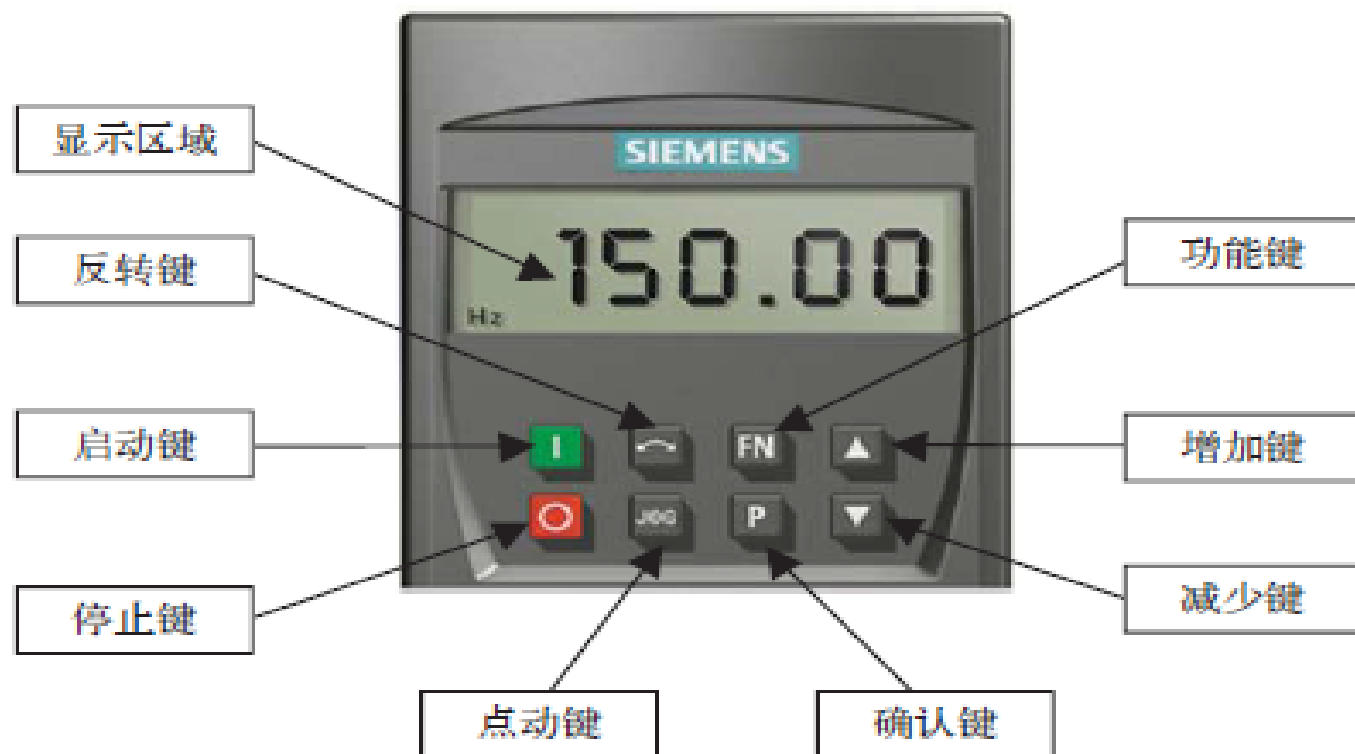 显示区域
SIEMENS
反转键
150.00
功能键
Hz
启动键
I
FN
增加键
JOG
P
停止键
减少键
点动键
确认键